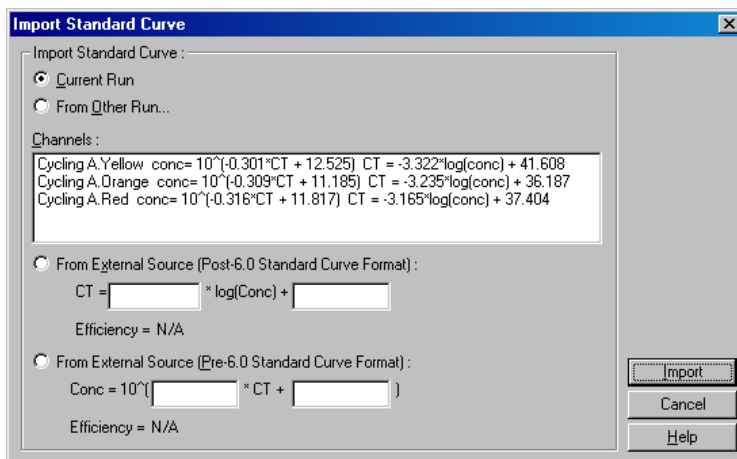 Import Standard Curve
Import Standard Curve :
Current Run
From Other Run...
Channels :
Cycling A.Yellow conc= 10^(-0.301*CT + 12.525) CT = -3.322*log(conc) + 41.608
Cycling A.Orange conc= 10^(-0.309*CT + 11.185) CT = -3.235*log(conc) + 36.187
Cycling A.Red conc= 10^(-0.316*CT + 11.817) CT = -3.165*log(conc) + 37.404
From External Source (Post-6.0 Standard Curve Format) :
CT = * log(Conc) +
Efficiency = N/A
From External Source (Pre-6.0 Standard Curve Format) :
Conc = 10^( * CT + )
Efficiency = N/A
Import
Cancel
Help